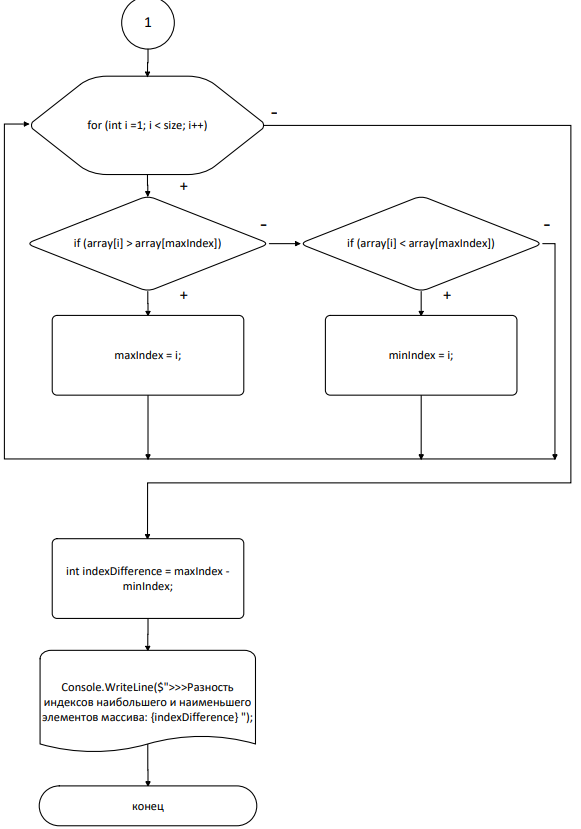 1
for (int i =1; i < size; i++)
-
+
if (array[i] > array[maxIndex])
-
if (array[i] < array[maxIndex])
-
+
+
maxIndex = i;
minIndex = i;
int indexDifference = maxIndex -
minIndex;
Console.WriteLine($">>>Разность
индексов наибольшего и наименьшего
элементов массива: {indexDifference} ");
конец